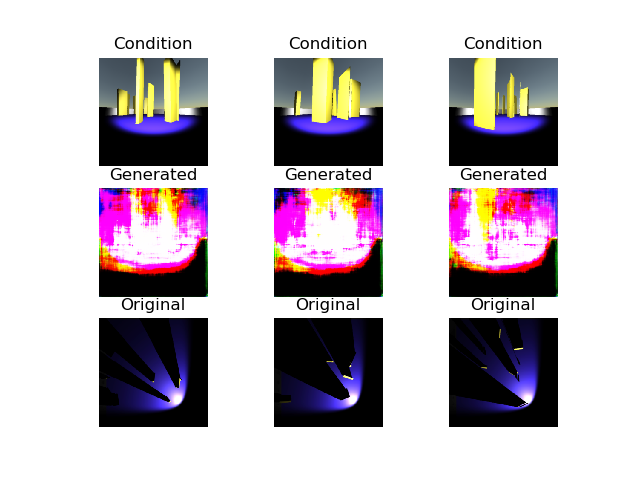 Condition Condition Condition
Generated Generated Generated
Original Original Original